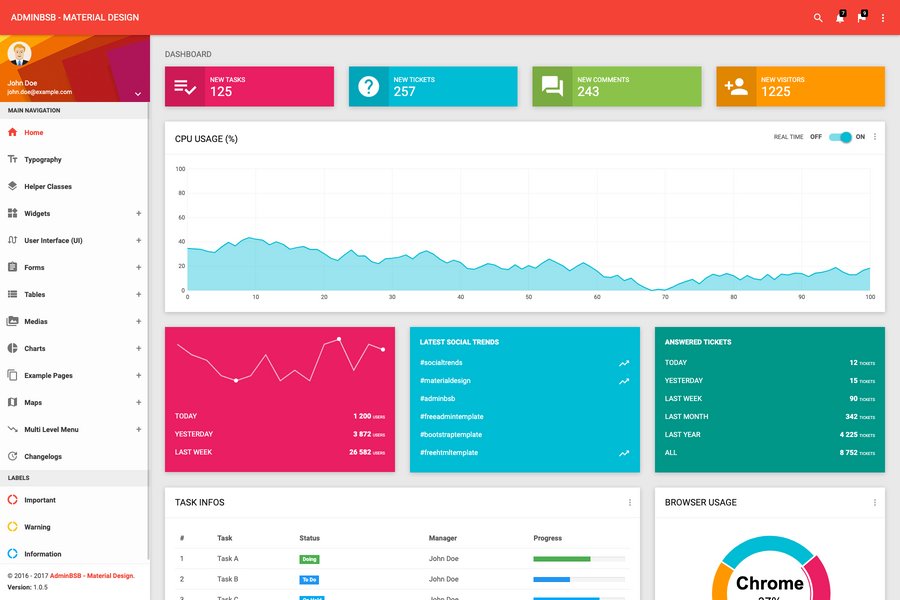 ADMINBSB - MATERIAL DESIGN
7
9
John Doe
john.doe@example.com
MAIN NAVIGATION
Home
Typography
Helper Classes
Widgets
User Interface (UI)
Forms
Tables
Medias
Charts
Example Pages
Maps
Multi Level Menu
Changelogs
LABELS
Important
Warning
Information
© 2016 - 2017 AdminBSB - Material Design.
Version: 1.0.5
DASHBOARD
NEW TASKS
125
NEW TICKETS
257
NEW COMMENTS
243
NEW VISITORS
1225
CPU USAGE (%)
REAL TIME OFF ON
100
80
60
40
20
0
0 10 20 30 40 50 60 70 80 90 100
TODAY 1 200 USERS
YESTERDAY 3 872 USERS
LAST WEEK 26 582 USERS
LATEST SOCIAL TRENDS
#socialtrends
#materialdesign
#adminbsb
#freeadmintemplate
#bootstraptemplate
#freehtmltemplate
ANSWERED TICKETS
TODAY 12 TICKETS
YESTERDAY 15 TICKETS
LAST WEEK 90 TICKETS
LAST MONTH 342 TICKETS
LAST YEAR 4 225 TICKETS
ALL 8 752 TICKETS
TASK INFOS
# Task Status Manager Progress
1 Task A Doing John Doe
2 Task B To Do John Doe
3 Task C On Hold John Doe
BROWSER USAGE
Chrome
37%